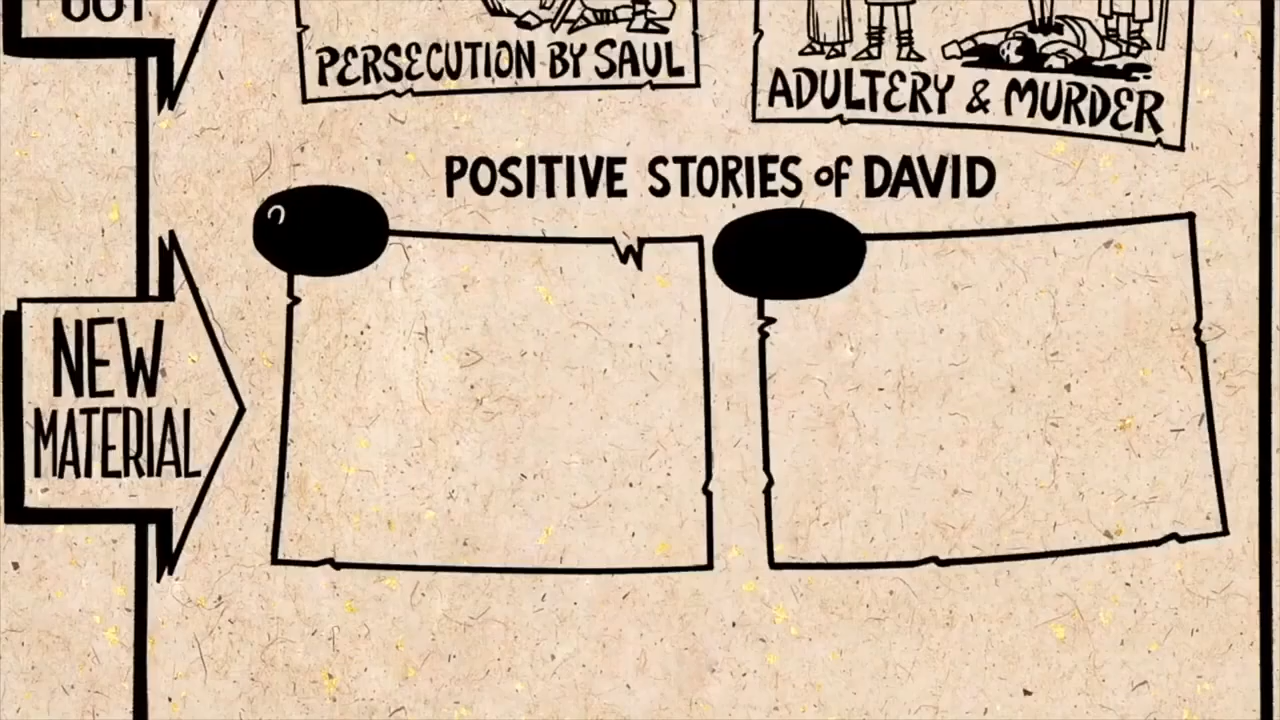 PERSECUTION BY SAUL
ADULTERY & MURDER
POSITIVE STORIES of DAVID
NEW
MATERIAL